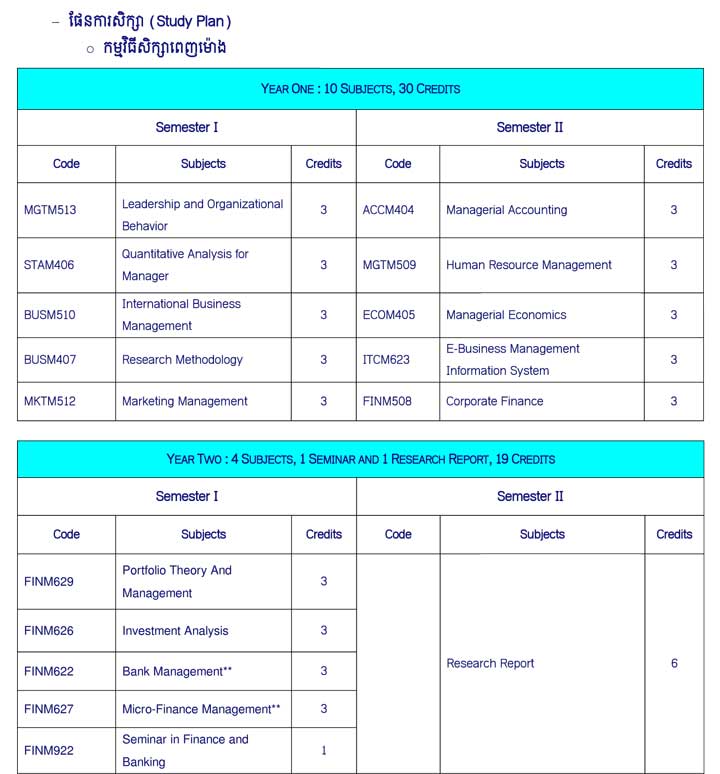 – ផែនការសិក្សា (Study Plan)
○ កម្មវិធីសិក្សាពេញម៉ោង
YEAR ONE : 10 SUBJECTS, 30 CREDITS
Semester I Semester II
Code Subjects Credits Code Subjects Credits
MGTM513 Leadership and Organizational Behavior 3 ACCM404 Managerial Accounting 3
STAM406 Quantitative Analysis for Manager 3 MGTM509 Human Resource Management 3
BUSM510 International Business Management 3 ECOM405 Managerial Economics 3
BUSM407 Research Methodology 3 ITCM623 E-Business Management Information System 3
MKTM512 Marketing Management 3 FINM508 Corporate Finance 3
YEAR TWO : 4 SUBJECTS, 1 SEMINAR AND 1 RESEARCH REPORT, 19 CREDITS
Semester I Semester II
Code Subjects Credits Code Subjects Credits
FINM629 Portfolio Theory And Management 3
FINM626 Investment Analysis 3
FINM622 Bank Management** 3
FINM627 Micro-Finance Management** 3
FINM922 Seminar in Finance and Banking 1
Research Report 6